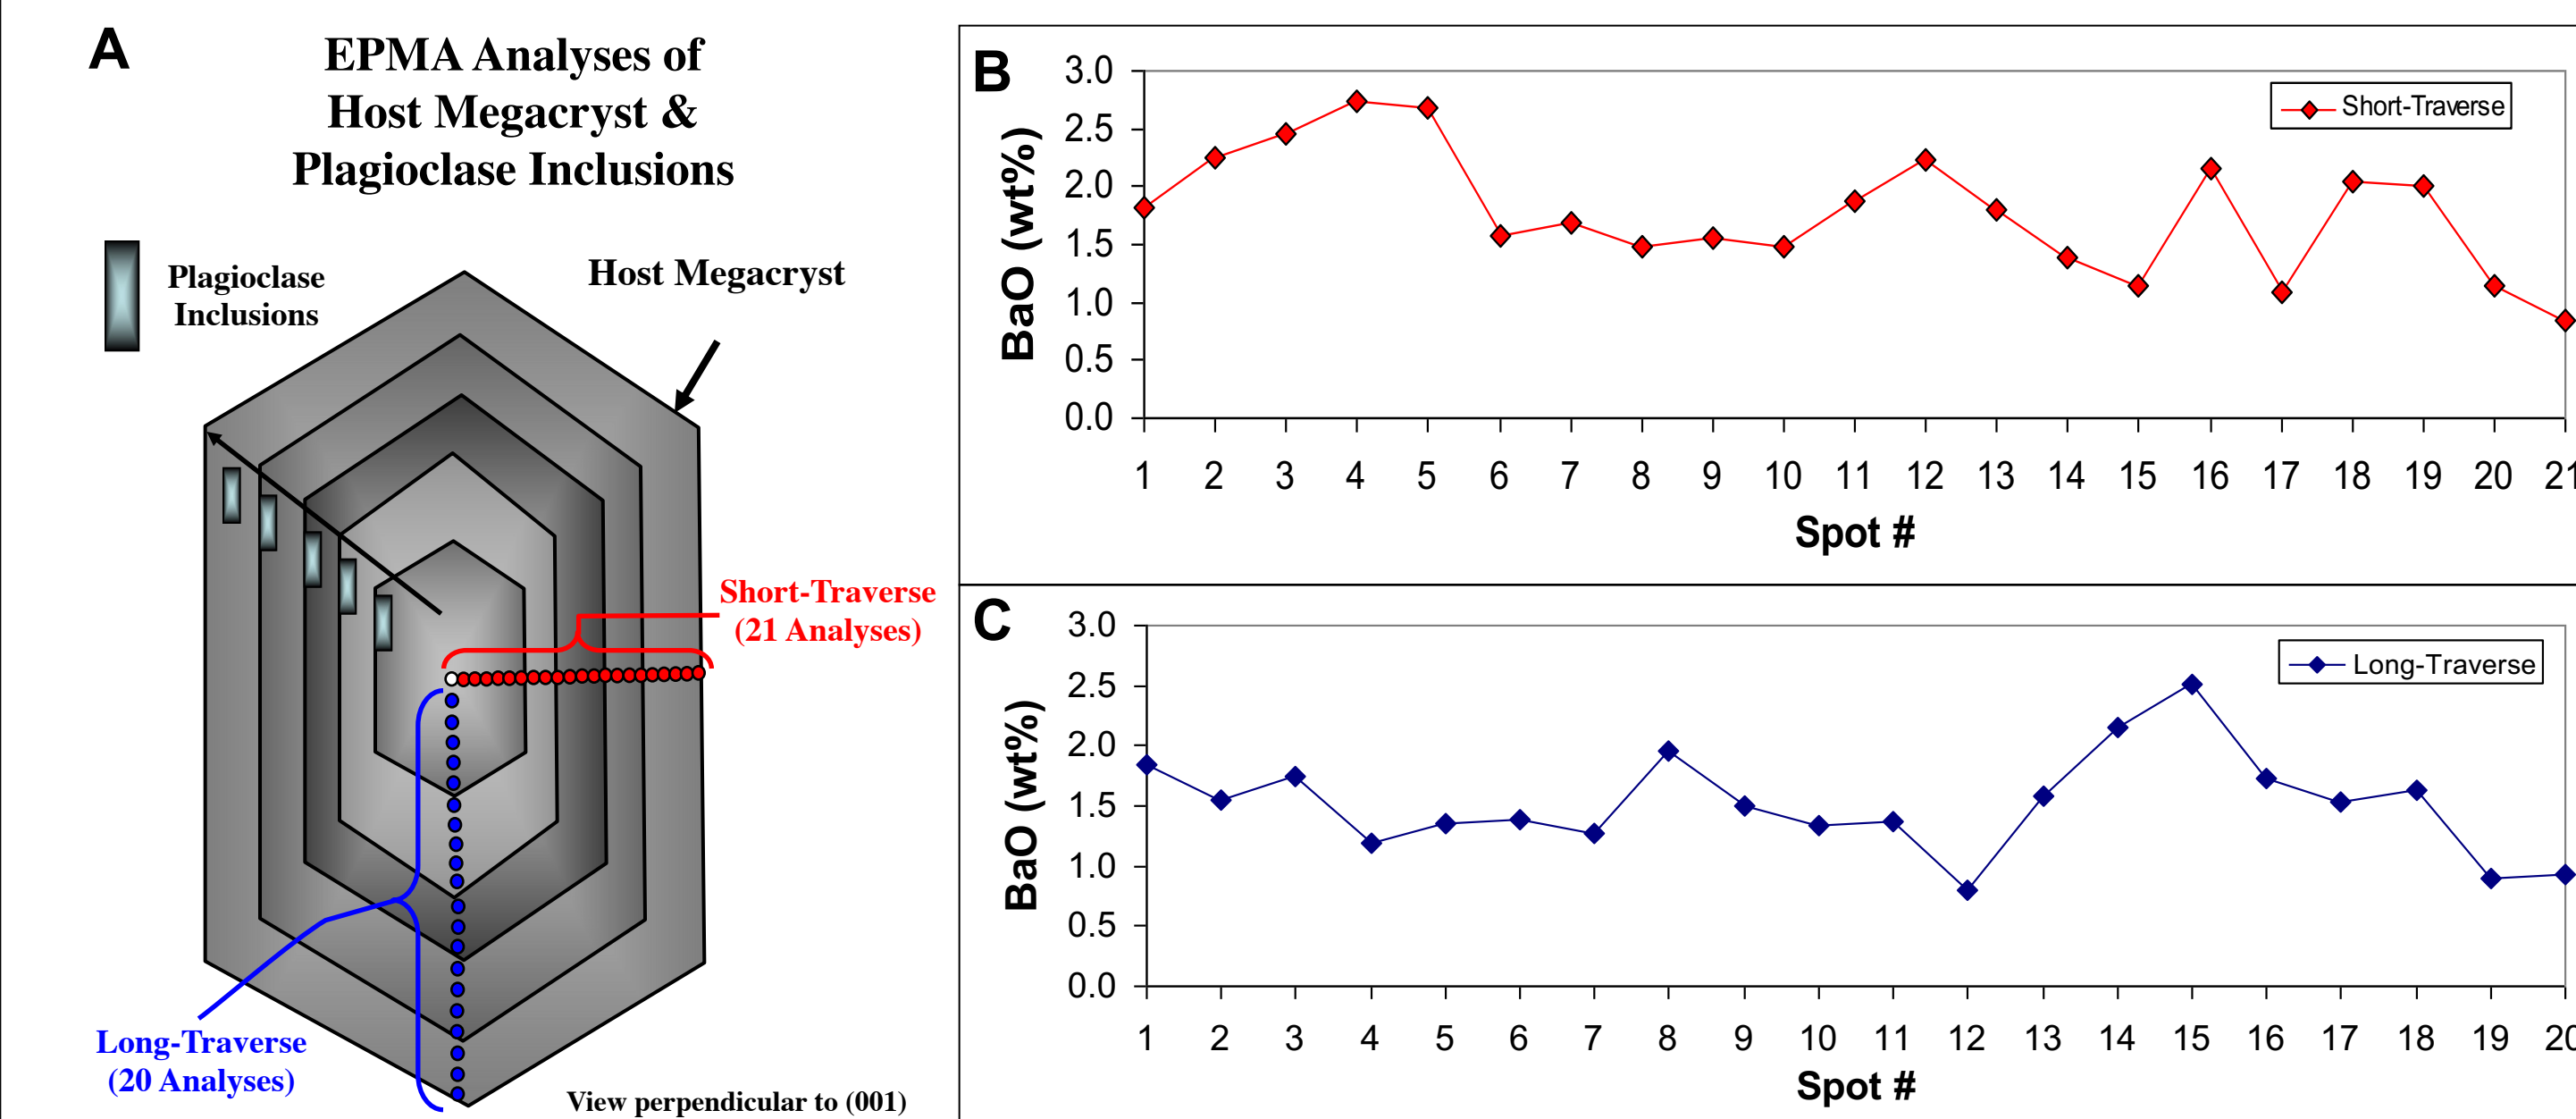 A
EPMA Analyses of
Host Megacryst &
Plagioclase Inclusions
Plagioclase
Inclusions
Host Megacryst
Short-Traverse
(21 Analyses)
Long-Traverse
(20 Analyses)
View perpendicular to (001)
B
BaO (wt%)
3.0
2.5
2.0
1.5
1.0
0.5
0.0
Short-Traverse
1 2 3 4 5 6 7 8 9 10 11 12 13 14 15 16 17 18 19 20 21
Spot #
C
BaO (wt%)
3.0
2.5
2.0
1.5
1.0
0.5
0.0
Long-Traverse
1 2 3 4 5 6 7 8 9 10 11 12 13 14 15 16 17 18 19 20
Spot #